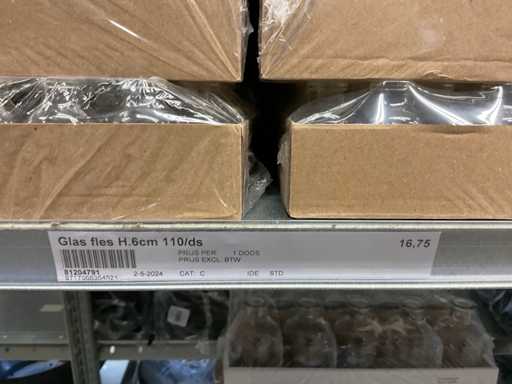 Glas fles H.6cm 110/ds
PRIJS PER 1 DOOS 16,75
PRIJS EXCL. BTW
81204791
8717066354021 2-5-2024 CAT: C IDE STD